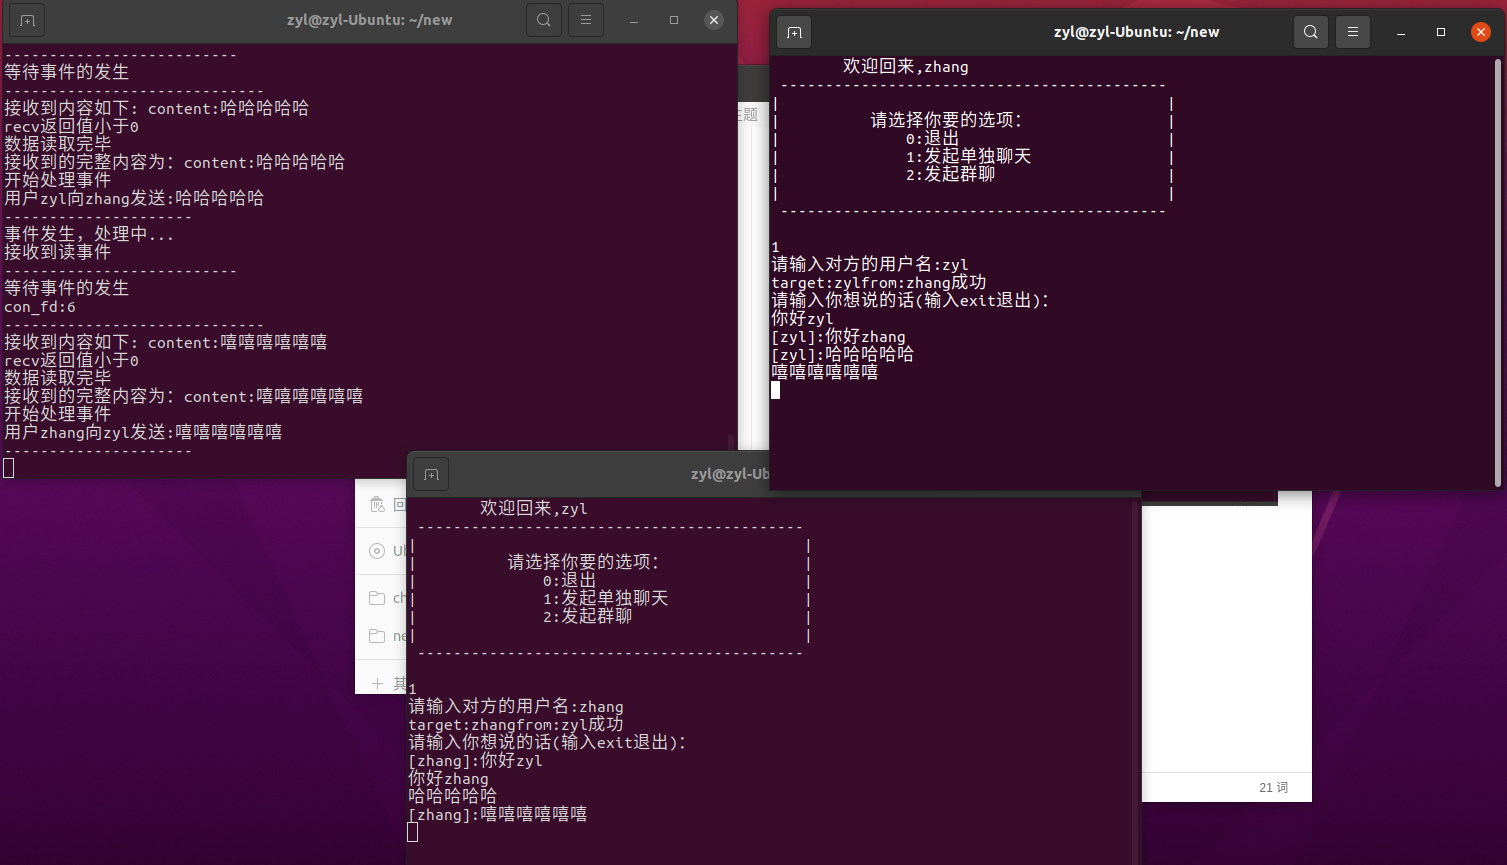 zyl@zyl-Ubuntu: ~/new
--------------------------
等待事件的发生
-----------------------------
接收到内容如下: content:哈哈哈哈哈
recv返回值小于0
数据读取完毕
接收到的完整内容为: content:哈哈哈哈哈
开始处理事件
用户zyl向zhang发送:哈哈哈哈哈
---------------------
事件发生，处理中...
接收到读事件
--------------------------
等待事件的发生
con_fd:6
-----------------------------
接收到内容如下: content:嘻嘻嘻嘻嘻嘻
recv返回值小于0
数据读取完毕
接收到的完整内容为: content:嘻嘻嘻嘻嘻嘻
开始处理事件
用户zhang向zyl发送:嘻嘻嘻嘻嘻嘻
---------------------
zyl@zyl-Ubuntu: ~/new
欢迎回来,zhang
-------------------------------------------
| |
| 请选择你要的选项: |
| 0:退出 |
| 1:发起单独聊天 |
| 2:发起群聊 |
| |
-------------------------------------------
1
请输入对方的用户名:zyl
target:zylfrom:zhang成功
请输入你想说的话(输入exit退出):
你好zyl
[zyl]:你好zhang
[zyl]:哈哈哈哈哈
嘻嘻嘻嘻嘻嘻
主题
zyl@zyl-Ub
欢迎回来,zyl
-------------------------------------------
| |
| 请选择你要的选项: |
| 0:退出 |
| 1:发起单独聊天 |
| 2:发起群聊 |
| |
-------------------------------------------
1
请输入对方的用户名:zhang
target:zhangfrom:zyl成功
请输入你想说的话(输入exit退出):
[zhang]:你好zyl
你好zhang
哈哈哈哈哈
[zhang]:嘻嘻嘻嘻嘻嘻
回
Ub
ch
ne
其
21 词